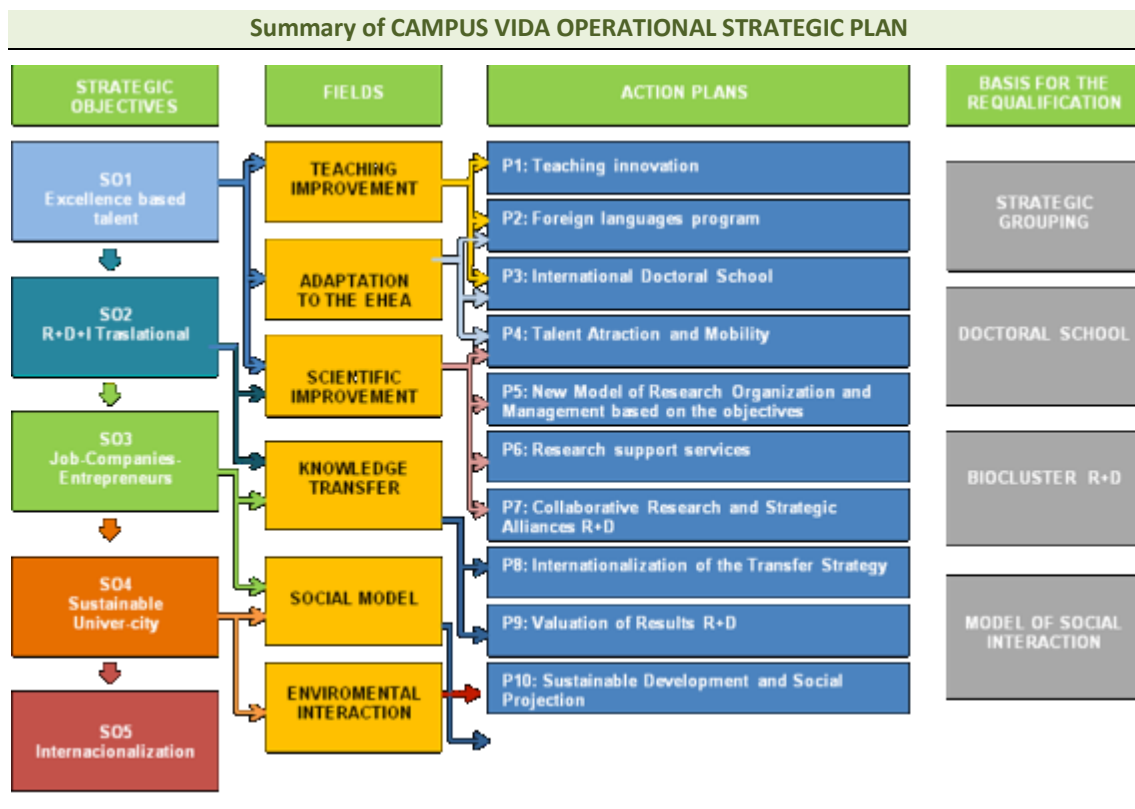 Summary of CAMPUS VIDA OPERATIONAL STRATEGIC PLAN
STRATEGIC
OBJECTIVES
FIELDS
ACTION PLANS
BASIS FOR THE
REQUALIFICATION
SO1
Excellence based
talent
SO2
R+D+I Traslational
SO3
Job-Companies-
Entrepreneurs
SO4
Sustainable
Univer-city
SO5
Internacionalization
TEACHING
IMPROVEMENT
ADAPTATION
TO THE EHEA
SCIENTIFIC
IMPROVEMENT
KNOWLEDGE
TRANSFER
SOCIAL MODEL
ENVIROMENTAL
INTERACTION
P1: Teaching innovation
P2: Foreign languages program
P3: International Doctoral School
P4: Talent Atraction and Mobility
P5: New Model of Research Organization and
Management based on the objectives
P6: Research support services
P7: Collaborative Research and Strategic
Alliances R+D
P8: Internationalization of the Transfer Strategy
P9: Valuation of Results R+D
P10: Sustainable Development and Social
Projection
STRATEGIC
GROUPING
DOCTORAL SCHOOL
BIOCLUSTER R+D
MODEL OF SOCIAL
INTERACTION